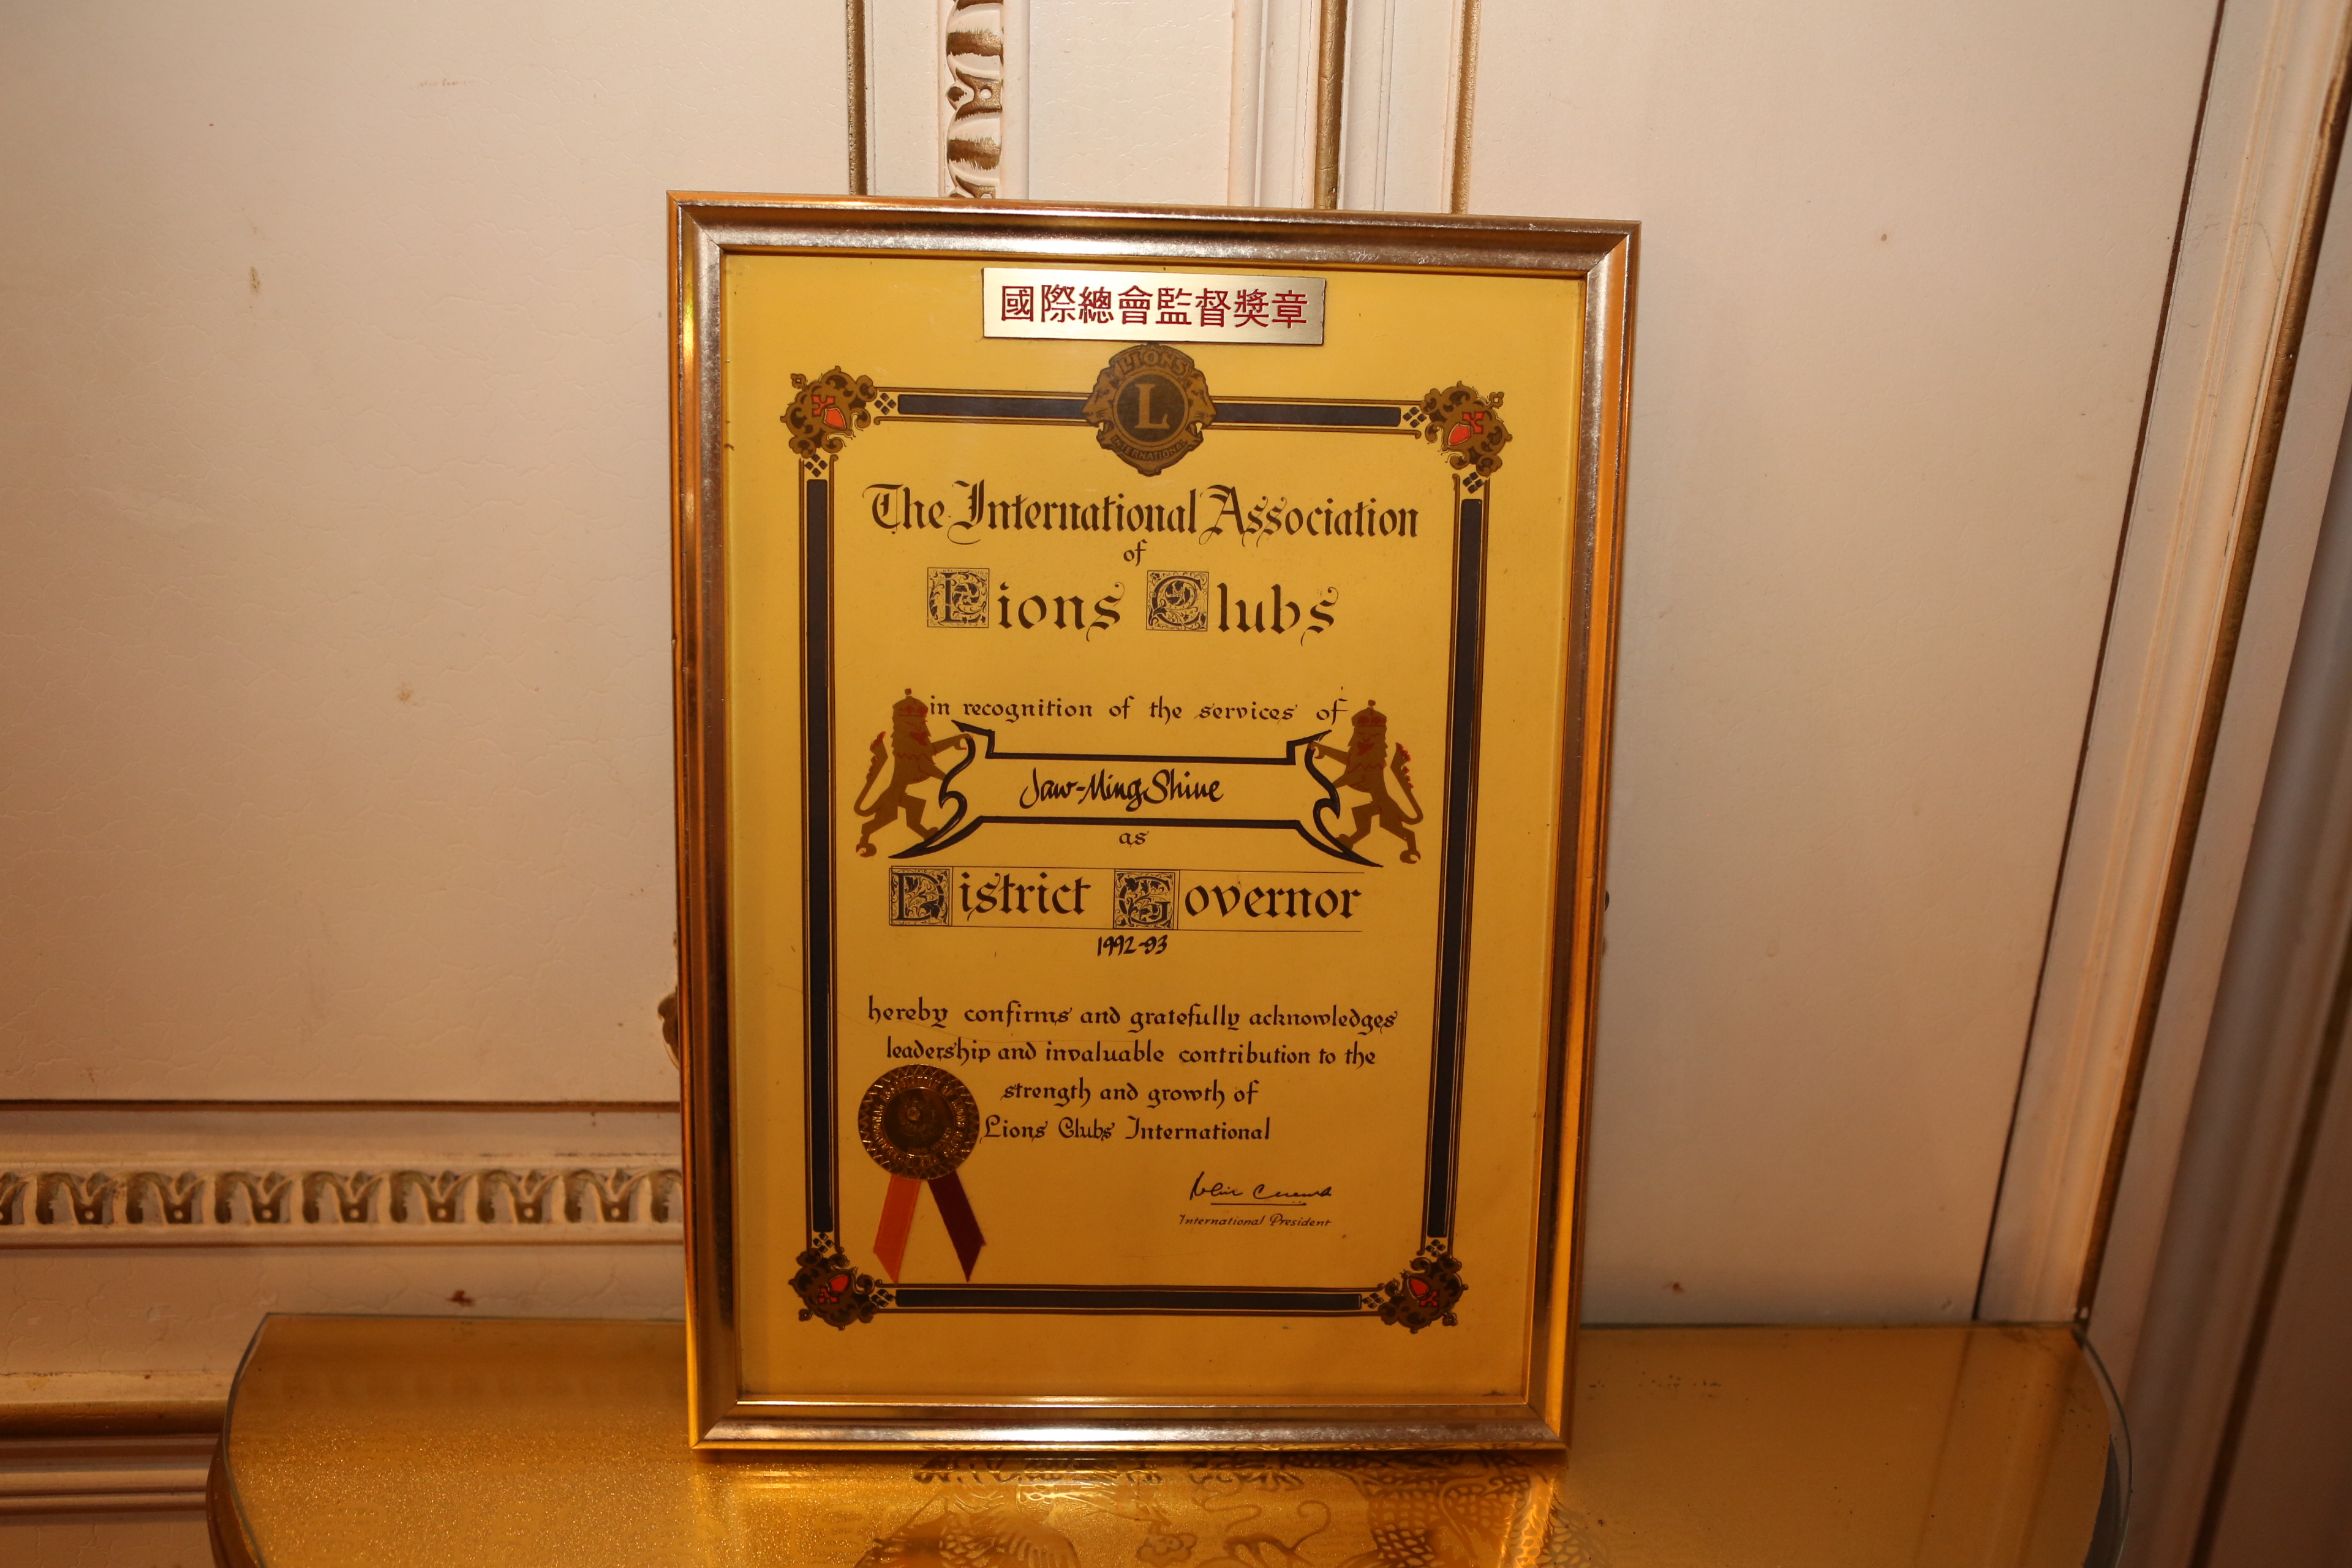 國際總會監督獎章
LIONS
L
INTERNATIONAL
The International Association
of
Lions Clubs
in recognition of the services of
Jaw-Ming Shiue
as
District Governor
1992-93
hereby confirms and gratefully acknowledges
leadership and invaluable contribution to the
strength and growth of
Lions Clubs International
International President